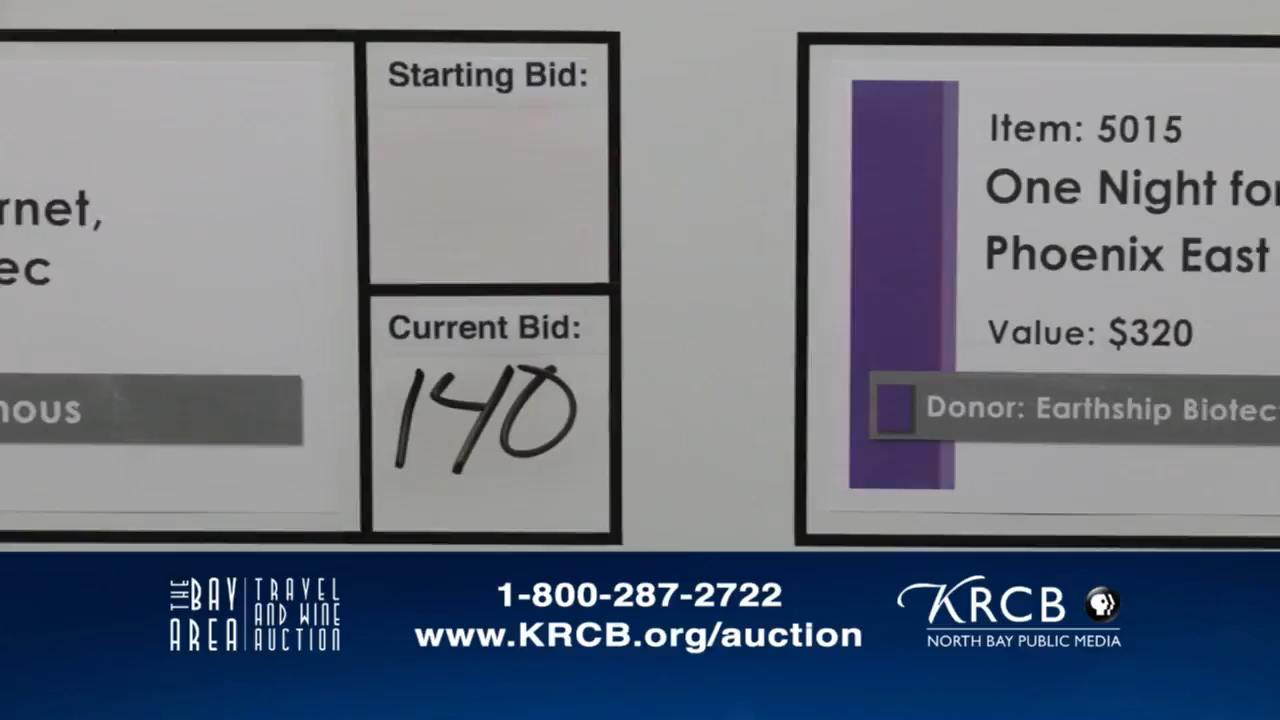 Starting Bid:
rnet,
ec
Current Bid:
140
nous
Item: 5015
One Night for
Phoenix East
Value: $320
Donor: Earthship Biotec
THE BAY AREA
TRAVEL AND WINE AUCTION
1-800-287-2722
www.KRCB.org/auction
KRCB
NORTH BAY PUBLIC MEDIA